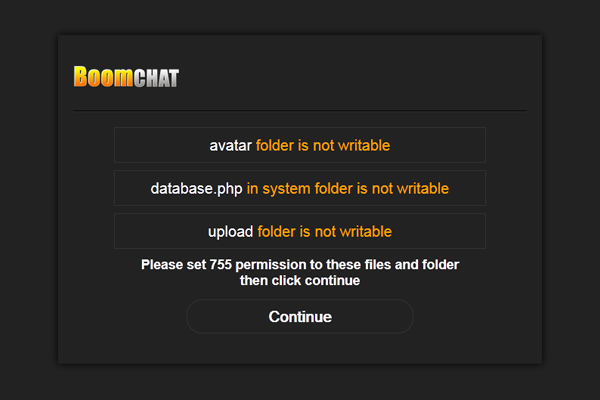 BoomCHAT
avatar folder is not writable
database.php in system folder is not writable
upload folder is not writable
Please set 755 permission to these files and folder
then click continue
Continue